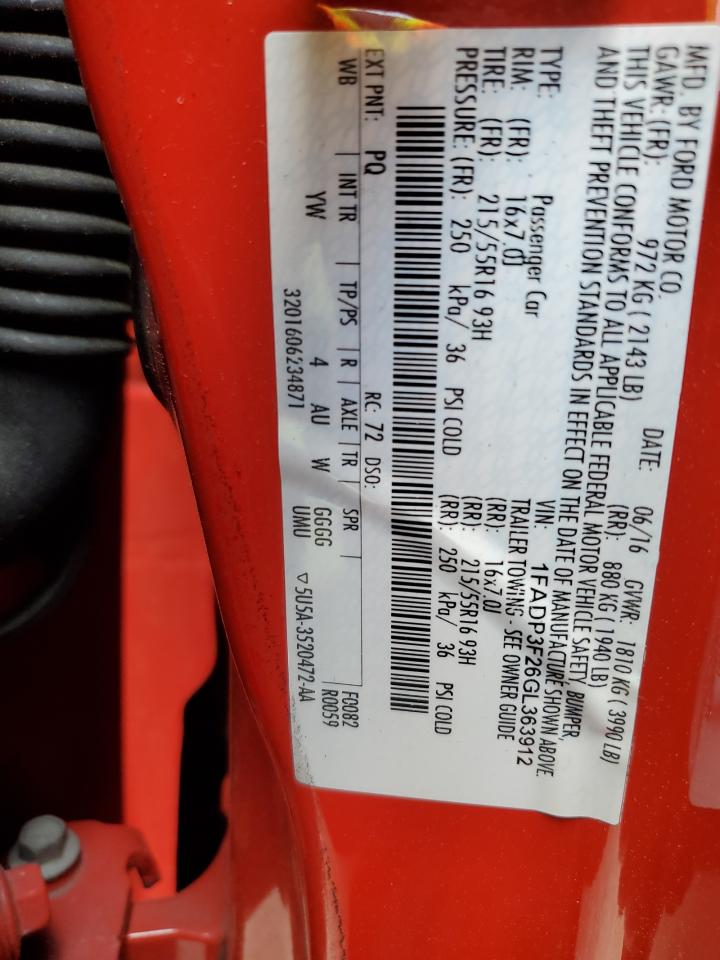 MFD. BY FORD MOTOR CO. DATE: 06/16 GVWR: 1810 KG ( 3990 LB)
GAWR: (FR): 972 KG ( 2143 LB) (RR): 880 KG ( 1940 LB)
THIS VEHICLE CONFORMS TO ALL APPLICABLE FEDERAL MOTOR VEHICLE SAFETY, BUMPER,
AND THEFT PREVENTION STANDARDS IN EFFECT ON THE DATE OF MANUFACTURE SHOWN ABOVE.
VIN: 1FADP3F26GL363912
TYPE: Passenger Car TRAILER TOWING - SEE OWNER GUIDE
RIM: (FR): 16x7.0J (RR): 16x7.0J
TIRE: (FR): 215/55R16 93H (RR): 215/55R16 93H
PRESSURE: (FR): 250 kPa/ 36 PSI COLD (RR): 250 kPa/ 36 PSI COLD
EXT PNT: PQ RC: 72 DSO: F0082
WB | INT TR | TP/PS | R | AXLE | TR | SPR R0059
YW 4 AU W GGGG ▽5U5A-3520472-AA
3201606234871 UMU